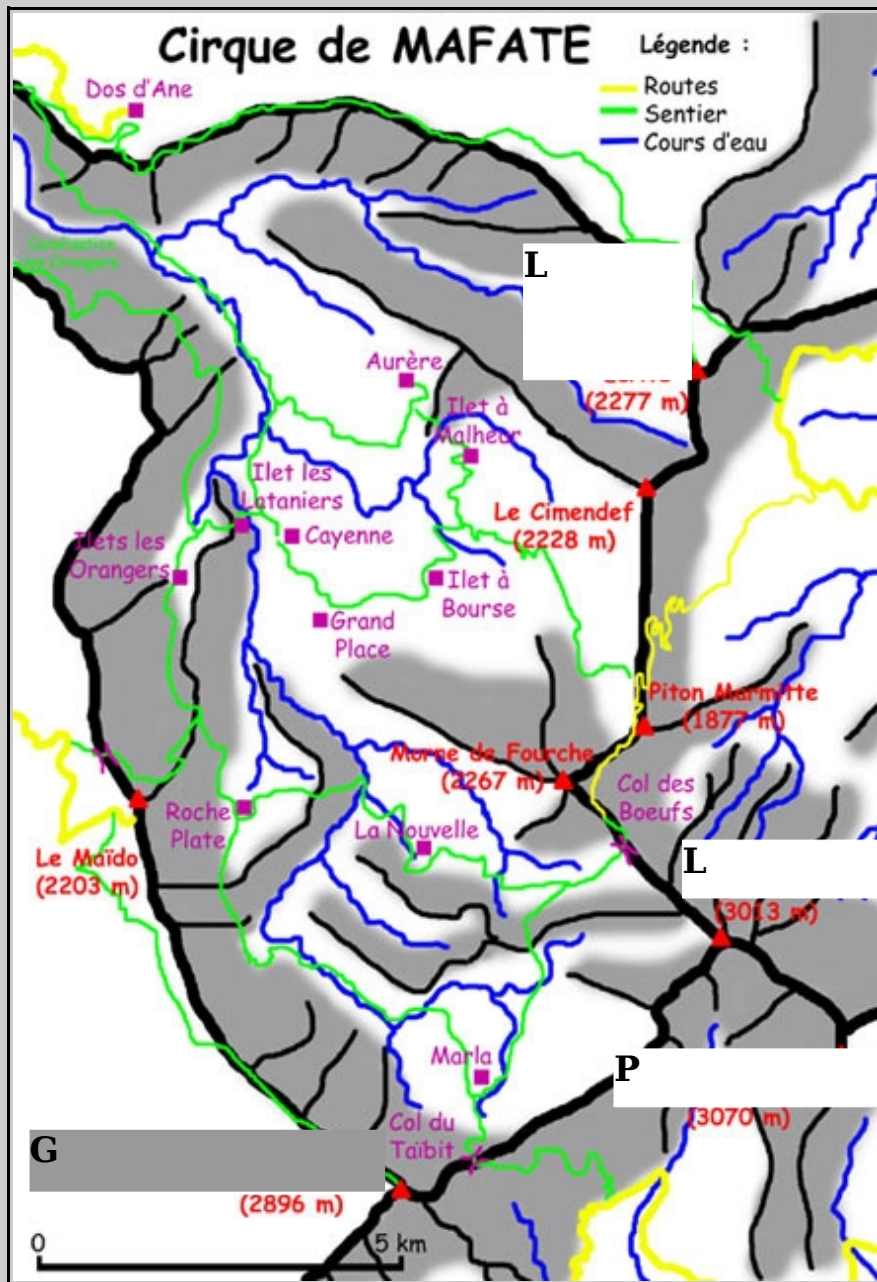 Cirque de MAFATE
Légende :
Routes
Sentier
Cours d'eau
Dos d'Ane
L
(2277 m)
Aurère
Ilet à
Malheur
Ilet les
Lataniers
Le Cimendef
(2228 m)
Cayenne
Ilets les
Orangers
Ilet à
Bourse
Grand
Place
Piton Marmitte
(1877 m)
Morne de Fourche
(2267 m)
Col des
Boeufs
Roche
Plate
La Nouvelle
Le Maïdo
(2203 m)
L
(3013 m)
Marla
P
(3070 m)
Col du
Taïbit
G
(2896 m)
0
5 km